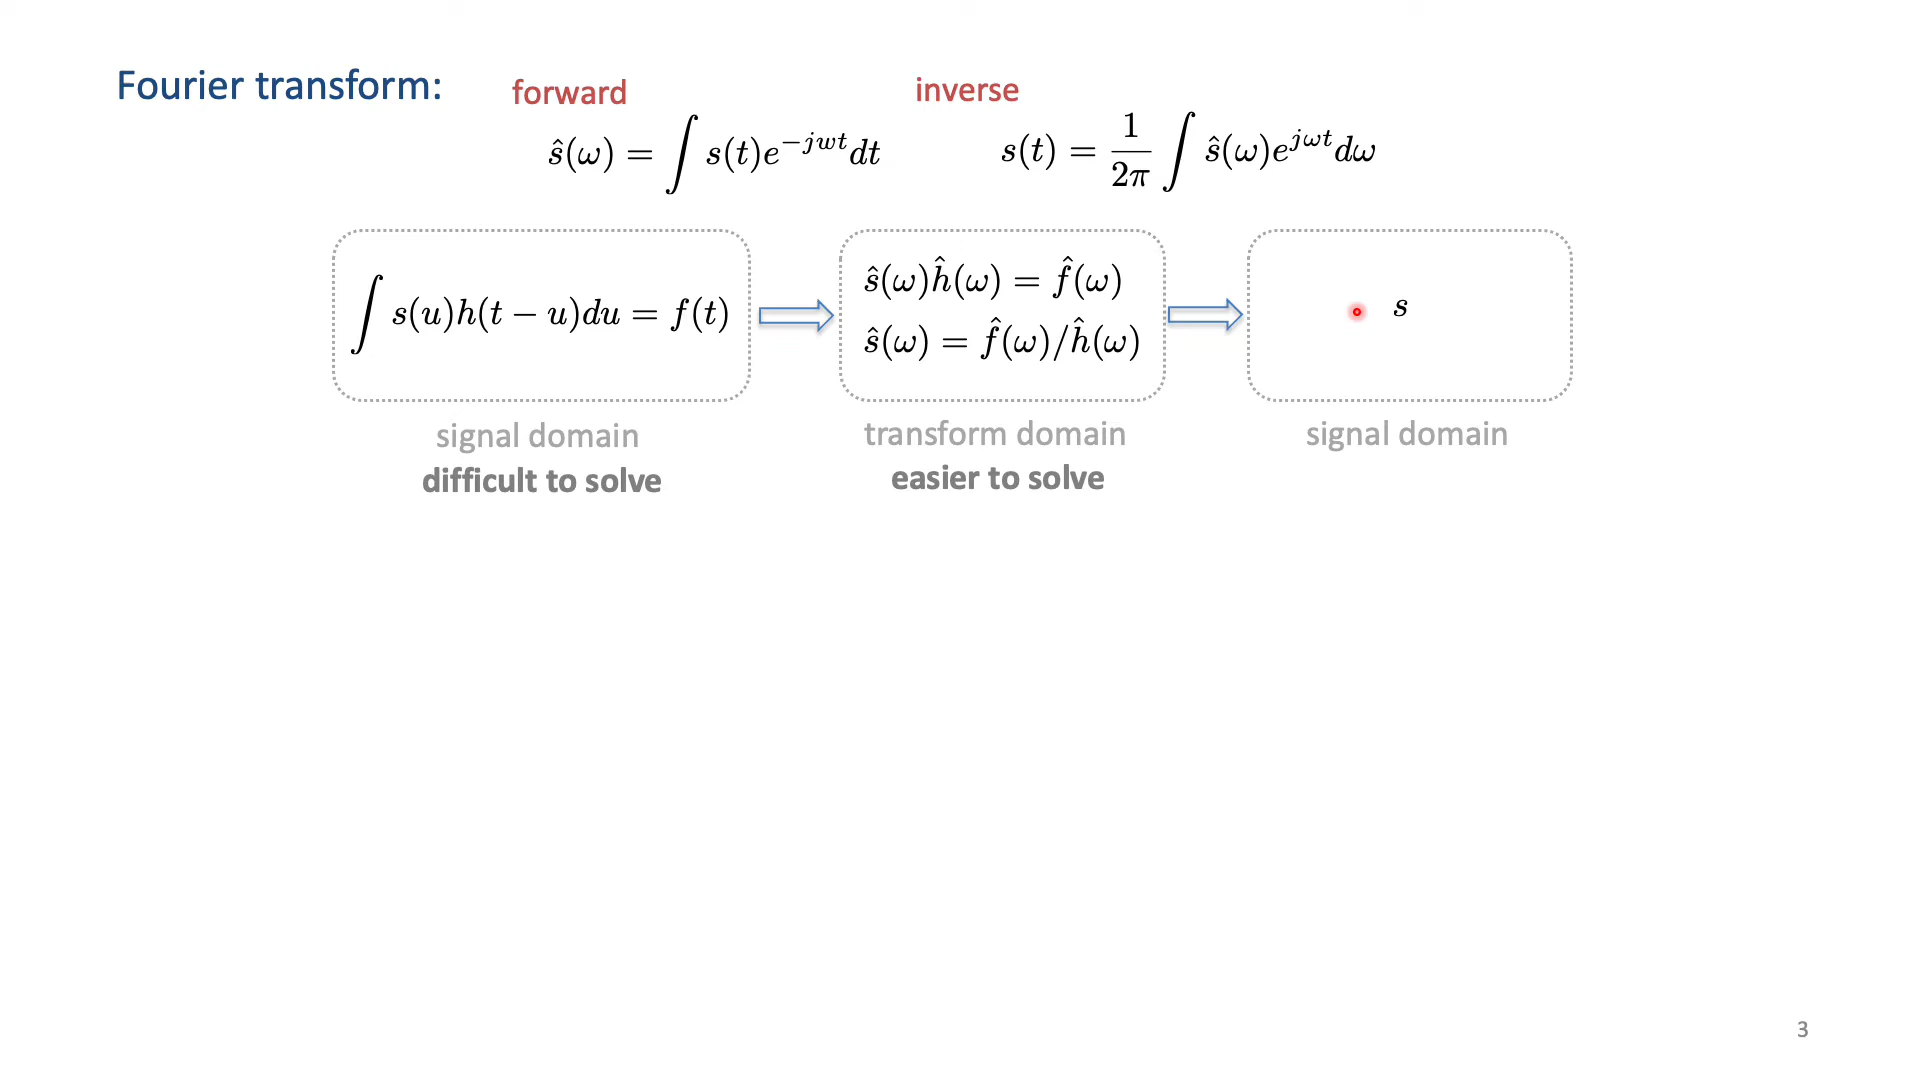 Fourier transform:
forward
inverse
ŝ(ω) = ∫ s(t)e^{−jwt}dt
s(t) = 1/2π ∫ ŝ(ω)e^{jωt}dω
∫ s(u)h(t − u)du = f(t)
ŝ(ω)ĥ(ω) = f̂(ω)
ŝ(ω) = f̂(ω)/ĥ(ω)
s
signal domain
difficult to solve
transform domain
easier to solve
signal domain
3